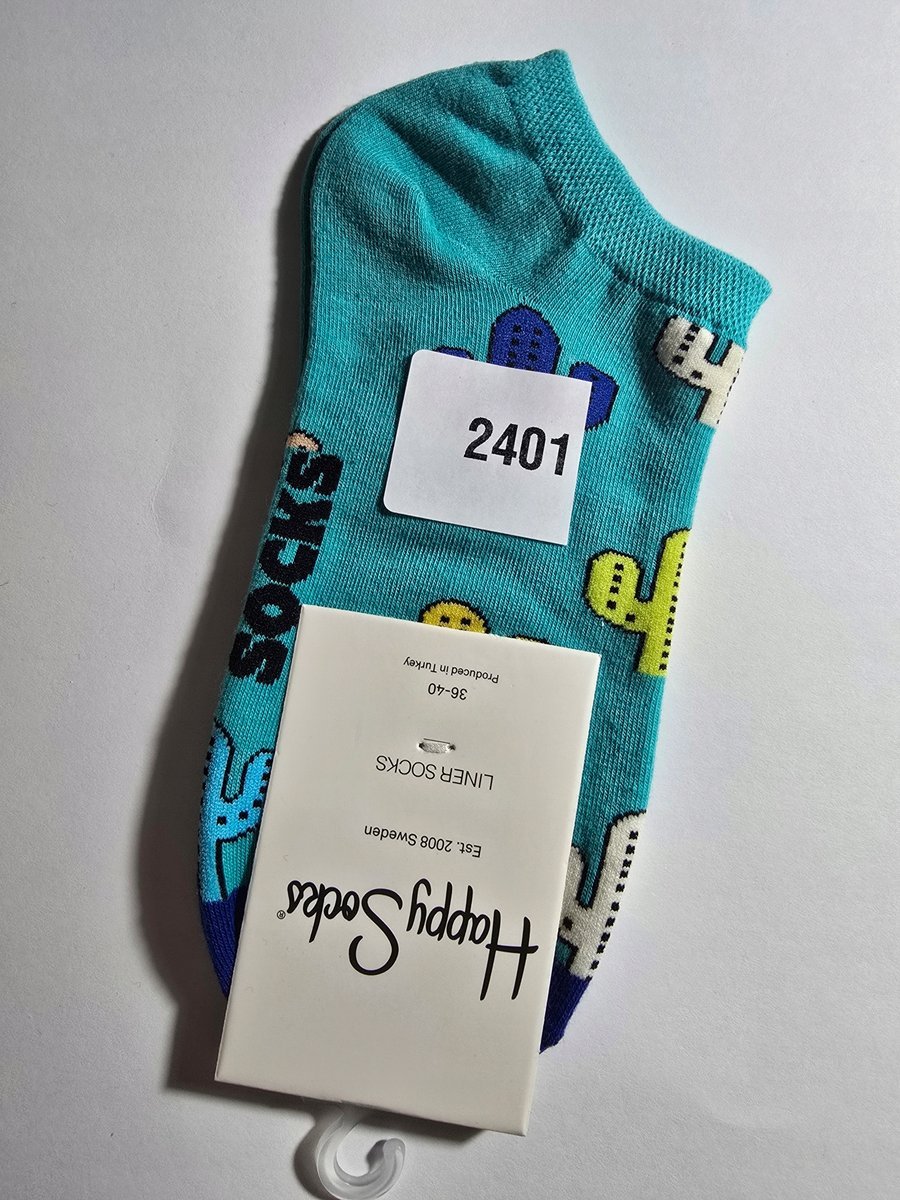 2401
SOCKS
Happy Socks®
Est. 2008 Sweden
LINER SOCKS
36-40
Produced in Turkey